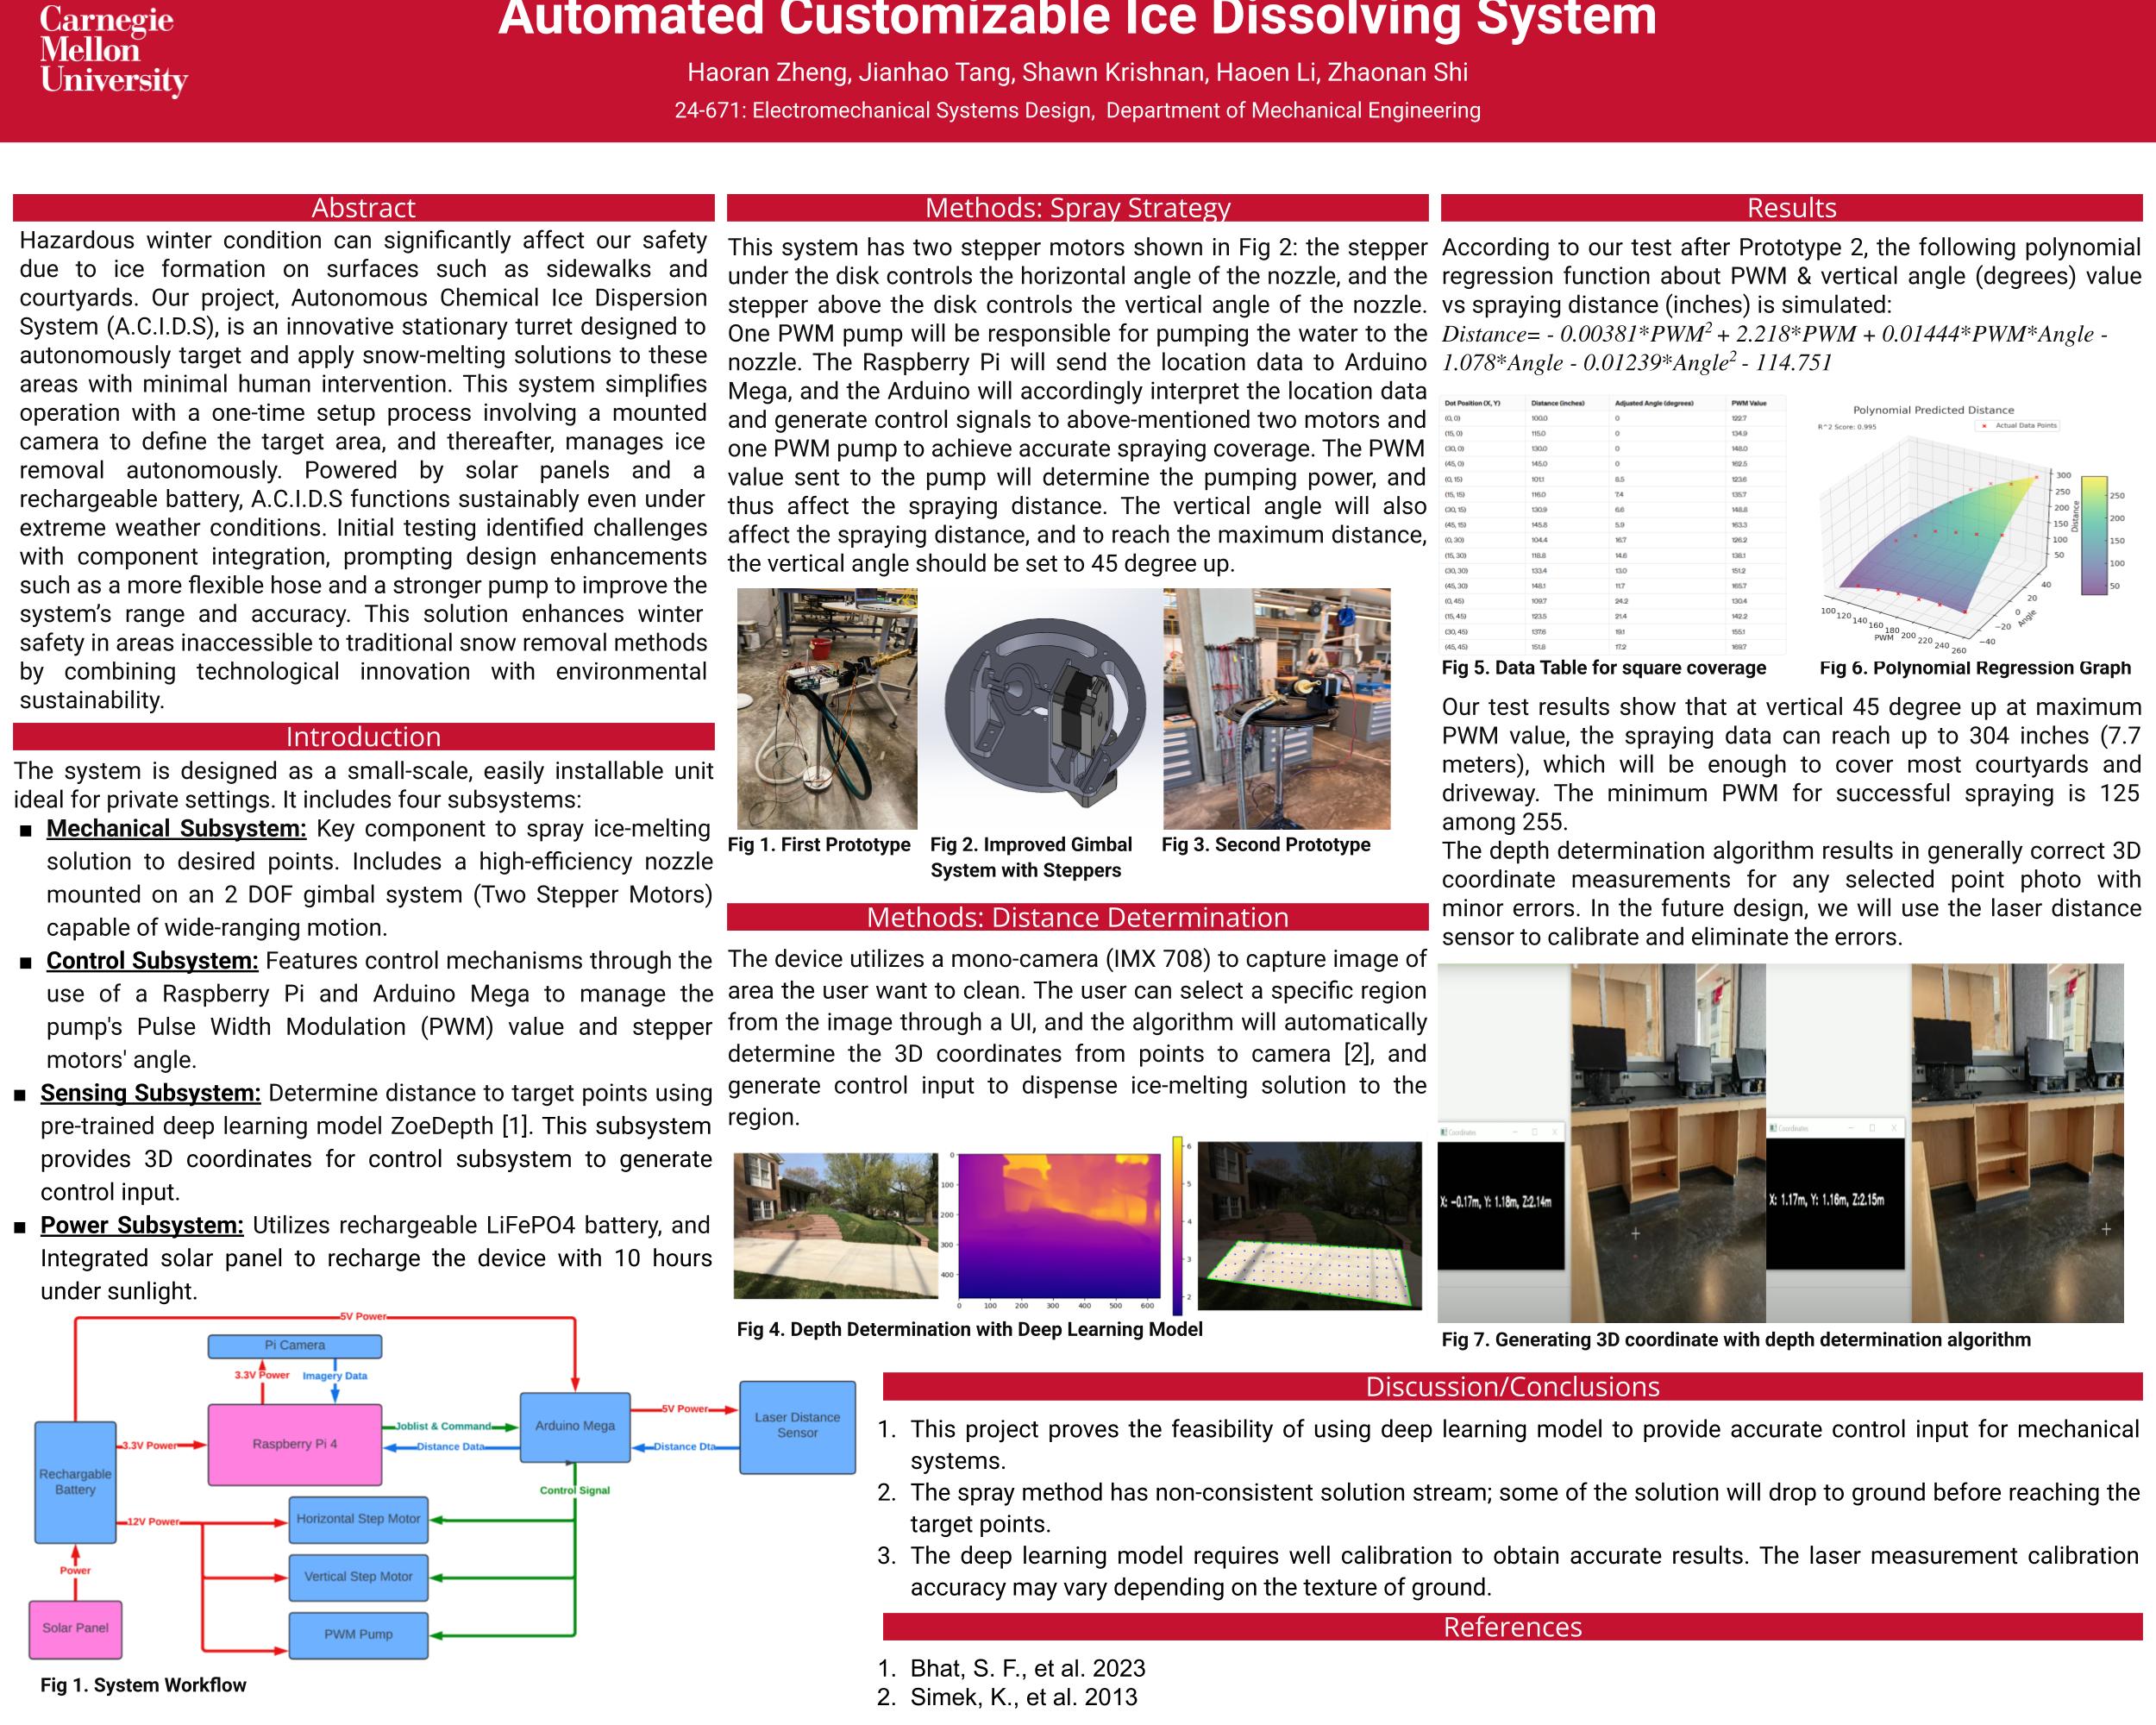 Carnegie
Mellon
University
Automated Customizable Ice Dissolving System
Haoran Zheng, Jianhao Tang, Shawn Krishnan, Haoen Li, Zhaonan Shi
24-671: Electromechanical Systems Design, Department of Mechanical Engineering
Abstract
Hazardous winter condition can significantly affect our safety
due to ice formation on surfaces such as sidewalks and
courtyards. Our project, Autonomous Chemical Ice Dispersion
System (A.C.I.D.S), is an innovative stationary turret designed to
autonomously target and apply snow-melting solutions to these
areas with minimal human intervention. This system simplifies
operation with a one-time setup process involving a mounted
camera to define the target area, and thereafter, manages ice
removal autonomously. Powered by solar panels and a
rechargeable battery, A.C.I.D.S functions sustainably even under
extreme weather conditions. Initial testing identified challenges
with component integration, prompting design enhancements
such as a more flexible hose and a stronger pump to improve the
system's range and accuracy. This solution enhances winter
safety in areas inaccessible to traditional snow removal methods
by combining technological innovation with environmental
sustainability.
Introduction
The system is designed as a small-scale, easily installable unit
ideal for private settings. It includes four subsystems:
■ Mechanical Subsystem: Key component to spray ice-melting
solution to desired points. Includes a high-efficiency nozzle
mounted on an 2 DOF gimbal system (Two Stepper Motors)
capable of wide-ranging motion.
■ Control Subsystem: Features control mechanisms through the
use of a Raspberry Pi and Arduino Mega to manage the
pump's Pulse Width Modulation (PWM) value and stepper
motors' angle.
■ Sensing Subsystem: Determine distance to target points using
pre-trained deep learning model ZoeDepth [1]. This subsystem
provides 3D coordinates for control subsystem to generate
control input.
■ Power Subsystem: Utilizes rechargeable LiFePO4 battery, and
Integrated solar panel to recharge the device with 10 hours
under sunlight.
5V Power
Pi Camera
3.3V Power
Imagery Data
Raspberry Pi 4
Joblist & Command
Distance Data
Arduino Mega
5V Power
Distance Dta
Laser Distance
Sensor
3.3V Power
Rechargable
Battery
Control Signal
12V Power
Horizontal Step Motor
Vertical Step Motor
PWM Pump
Power
Solar Panel
Fig 1. System Workflow
Methods: Spray Strategy
This system has two stepper motors shown in Fig 2: the stepper
under the disk controls the horizontal angle of the nozzle, and the
stepper above the disk controls the vertical angle of the nozzle.
One PWM pump will be responsible for pumping the water to the
nozzle. The Raspberry Pi will send the location data to Arduino
Mega, and the Arduino will accordingly interpret the location data
and generate control signals to above-mentioned two motors and
one PWM pump to achieve accurate spraying coverage. The PWM
value sent to the pump will determine the pumping power, and
thus affect the spraying distance. The vertical angle will also
affect the spraying distance, and to reach the maximum distance,
the vertical angle should be set to 45 degree up.
Fig 1. First Prototype
Fig 2. Improved Gimbal
System with Steppers
Fig 3. Second Prototype
Methods: Distance Determination
The device utilizes a mono-camera (IMX 708) to capture image of
area the user want to clean. The user can select a specific region
from the image through a UI, and the algorithm will automatically
determine the 3D coordinates from points to camera [2], and
generate control input to dispense ice-melting solution to the
region.
0
100
200
300
400
0 100 200 300 400 500 600
6
5
4
3
2
Fig 4. Depth Determination with Deep Learning Model
Results
According to our test after Prototype 2, the following polynomial
regression function about PWM & vertical angle (degrees) value
vs spraying distance (inches) is simulated:
Distance= - 0.00381*PWM² + 2.218*PWM + 0.01444*PWM*Angle -
1.078*Angle - 0.01239*Angle² - 114.751
Dot Position (X, Y) Distance (inches) Adjusted Angle (degrees) PWM Value
(0, 0) 100.0 0 122.7
(15, 0) 115.0 0 134.9
(30, 0) 130.0 0 148.0
(45, 0) 145.0 0 162.5
(0, 15) 101.1 8.5 123.6
(15, 15) 116.0 7.4 135.7
(30, 15) 130.9 6.6 148.8
(45, 15) 145.8 5.9 163.3
(0, 30) 104.4 16.7 126.2
(15, 30) 118.8 14.6 138.1
(30, 30) 133.4 13.0 151.2
(45, 30) 148.1 11.7 165.7
(0, 45) 109.7 24.2 130.4
(15, 45) 123.5 21.4 142.2
(30, 45) 137.6 19.1 155.1
(45, 45) 151.8 17.2 169.7
Fig 5. Data Table for square coverage
Polynomial Predicted Distance
R^2 Score: 0.995
Actual Data Points
300
250
200
150
100
50
Distance
40
20
0
−20
−40
Angle
100 120 140 160 180 200 220 240 260
PWM
250
200
150
100
50
Fig 6. Polynomial Regression Graph
Our test results show that at vertical 45 degree up at maximum
PWM value, the spraying data can reach up to 304 inches (7.7
meters), which will be enough to cover most courtyards and
driveway. The minimum PWM for successful spraying is 125
among 255.
The depth determination algorithm results in generally correct 3D
coordinate measurements for any selected point photo with
minor errors. In the future design, we will use the laser distance
sensor to calibrate and eliminate the errors.
Coordinates
X: -0.17m, Y: 1.18m, Z:2.14m
Coordinates
X: 1.17m, Y: 1.16m, Z:2.15m
Fig 7. Generating 3D coordinate with depth determination algorithm
Discussion/Conclusions
1. This project proves the feasibility of using deep learning model to provide accurate control input for mechanical
systems.
2. The spray method has non-consistent solution stream; some of the solution will drop to ground before reaching the
target points.
3. The deep learning model requires well calibration to obtain accurate results. The laser measurement calibration
accuracy may vary depending on the texture of ground.
References
1. Bhat, S. F., et al. 2023
2. Simek, K., et al. 2013